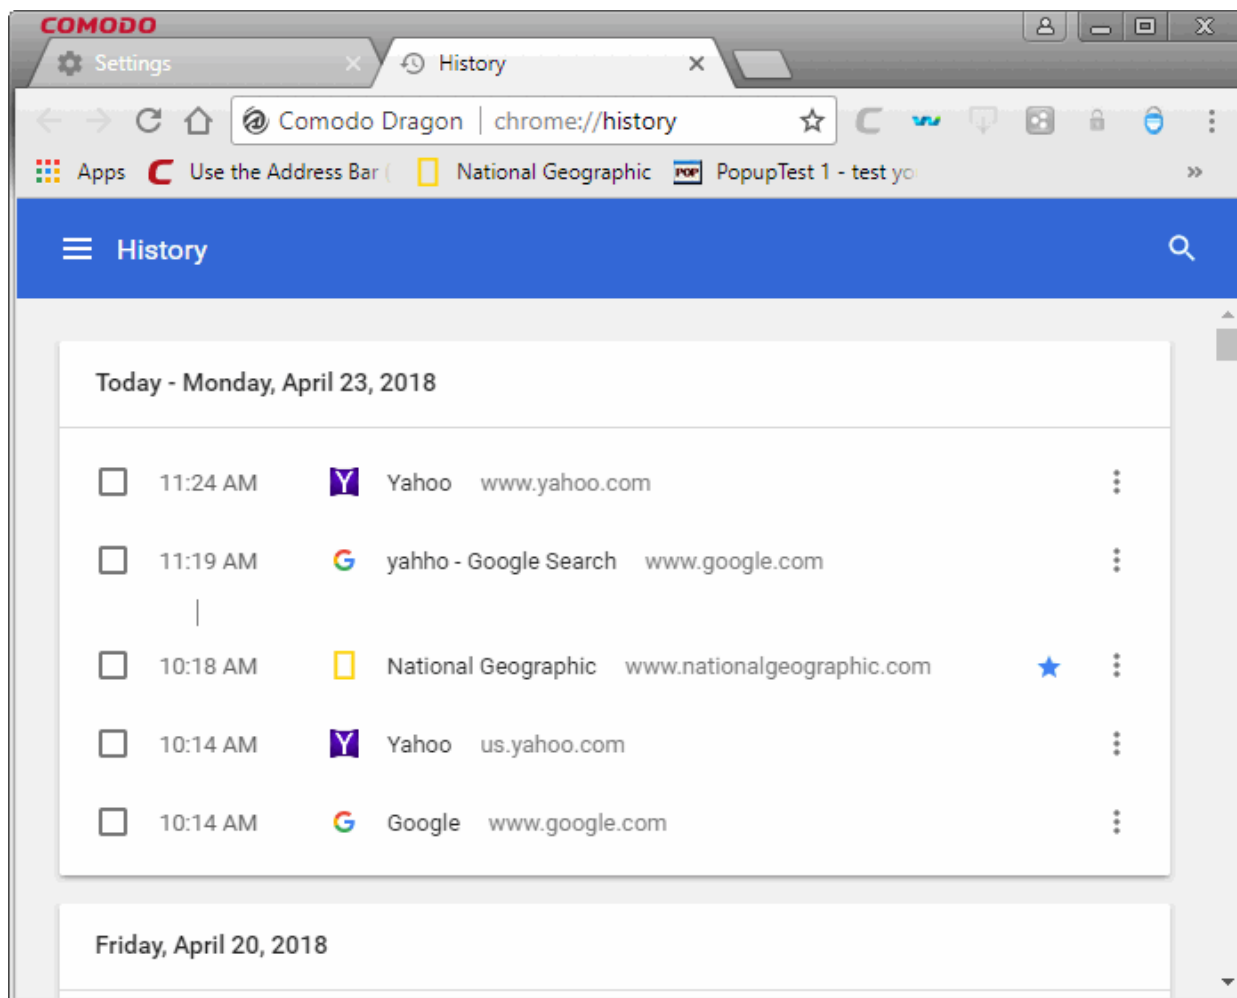 COMODO
Settings History
Comodo Dragon | chrome://history
Apps Use the Address Bar ( National Geographic POP PopupTest 1 - test yo »
History
Today - Monday, April 23, 2018
11:24 AM Yahoo www.yahoo.com
11:19 AM yahho - Google Search www.google.com
10:18 AM National Geographic www.nationalgeographic.com
10:14 AM Yahoo us.yahoo.com
10:14 AM Google www.google.com
Friday, April 20, 2018